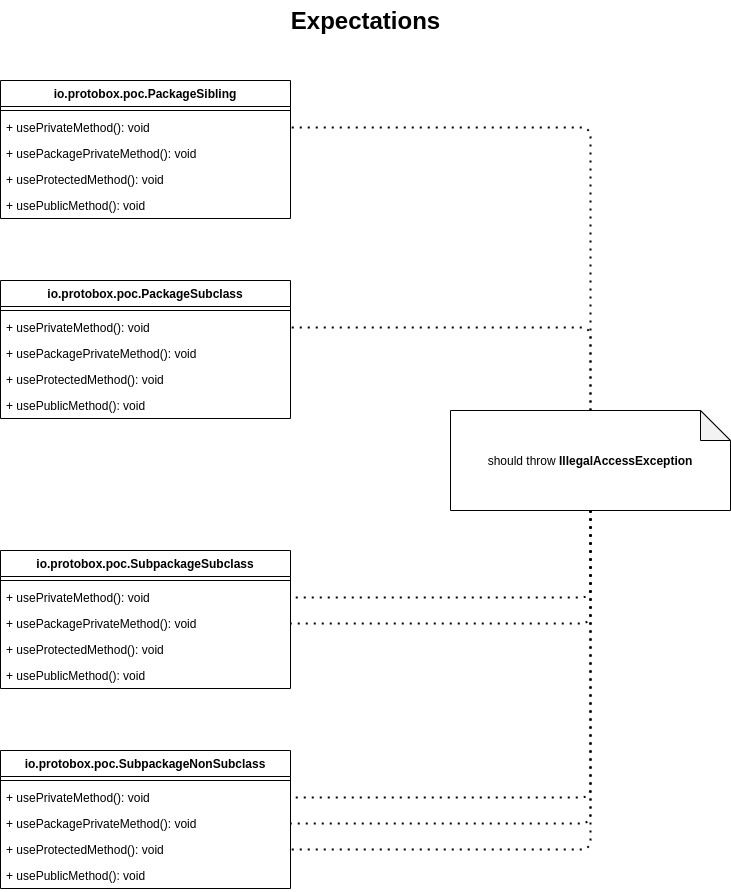 Expectations
io.protobox.poc.PackageSibling
+ usePrivateMethod(): void
+ usePackagePrivateMethod(): void
+ useProtectedMethod(): void
+ usePublicMethod(): void
io.protobox.poc.PackageSubclass
+ usePrivateMethod(): void
+ usePackagePrivateMethod(): void
+ useProtectedMethod(): void
+ usePublicMethod(): void
should throw IllegalAccessException
io.protobox.poc.SubpackageSubclass
+ usePrivateMethod(): void
+ usePackagePrivateMethod(): void
+ useProtectedMethod(): void
+ usePublicMethod(): void
io.protobox.poc.SubpackageNonSubclass
+ usePrivateMethod(): void
+ usePackagePrivateMethod(): void
+ useProtectedMethod(): void
+ usePublicMethod(): void